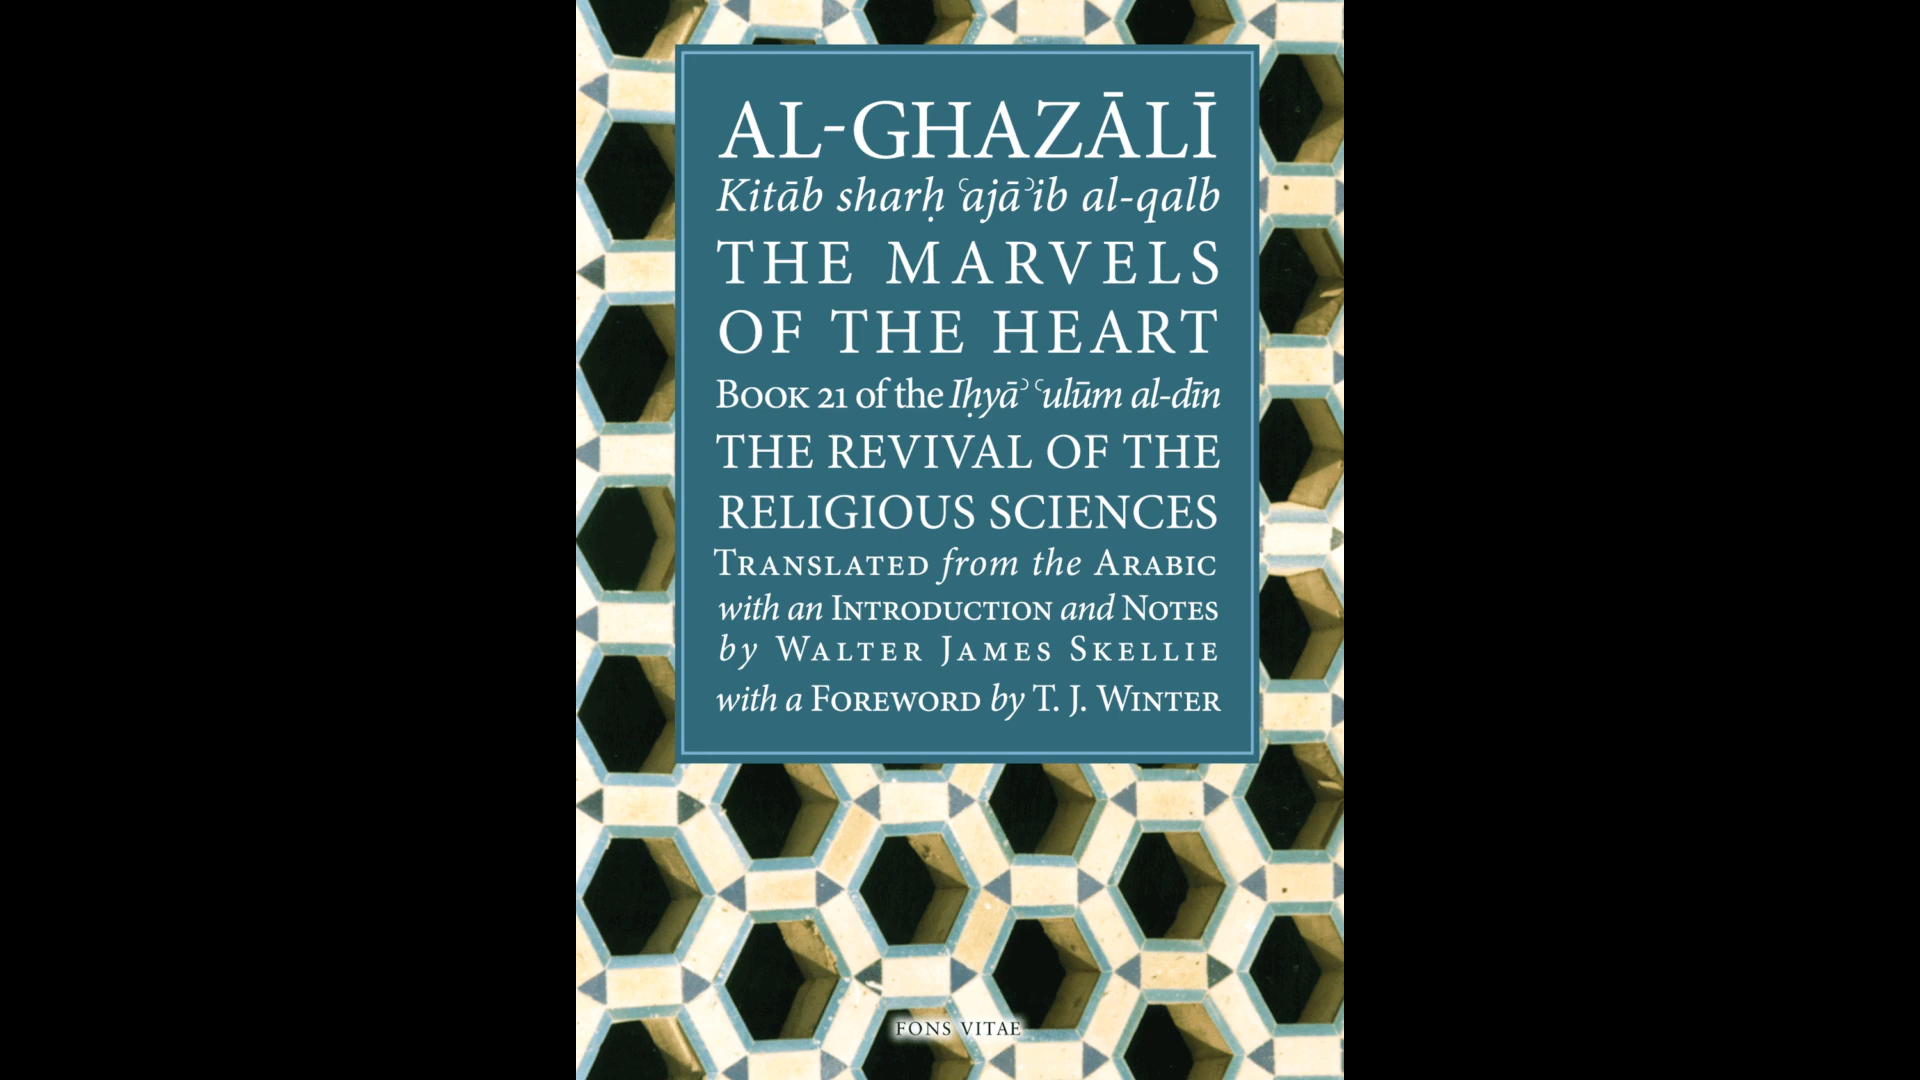 AL-GHAZĀLĪ
Kitāb sharḥ ʿajāʾib al-qalb
THE MARVELS
OF THE HEART
BOOK 21 of the Iḥyāʾ ʿulūm al-dīn
THE REVIVAL OF THE
RELIGIOUS SCIENCES
TRANSLATED from the ARABIC
with an INTRODUCTION and NOTES
by WALTER JAMES SKELLIE
with a FOREWORD by T. J. WINTER
FONS VITAE